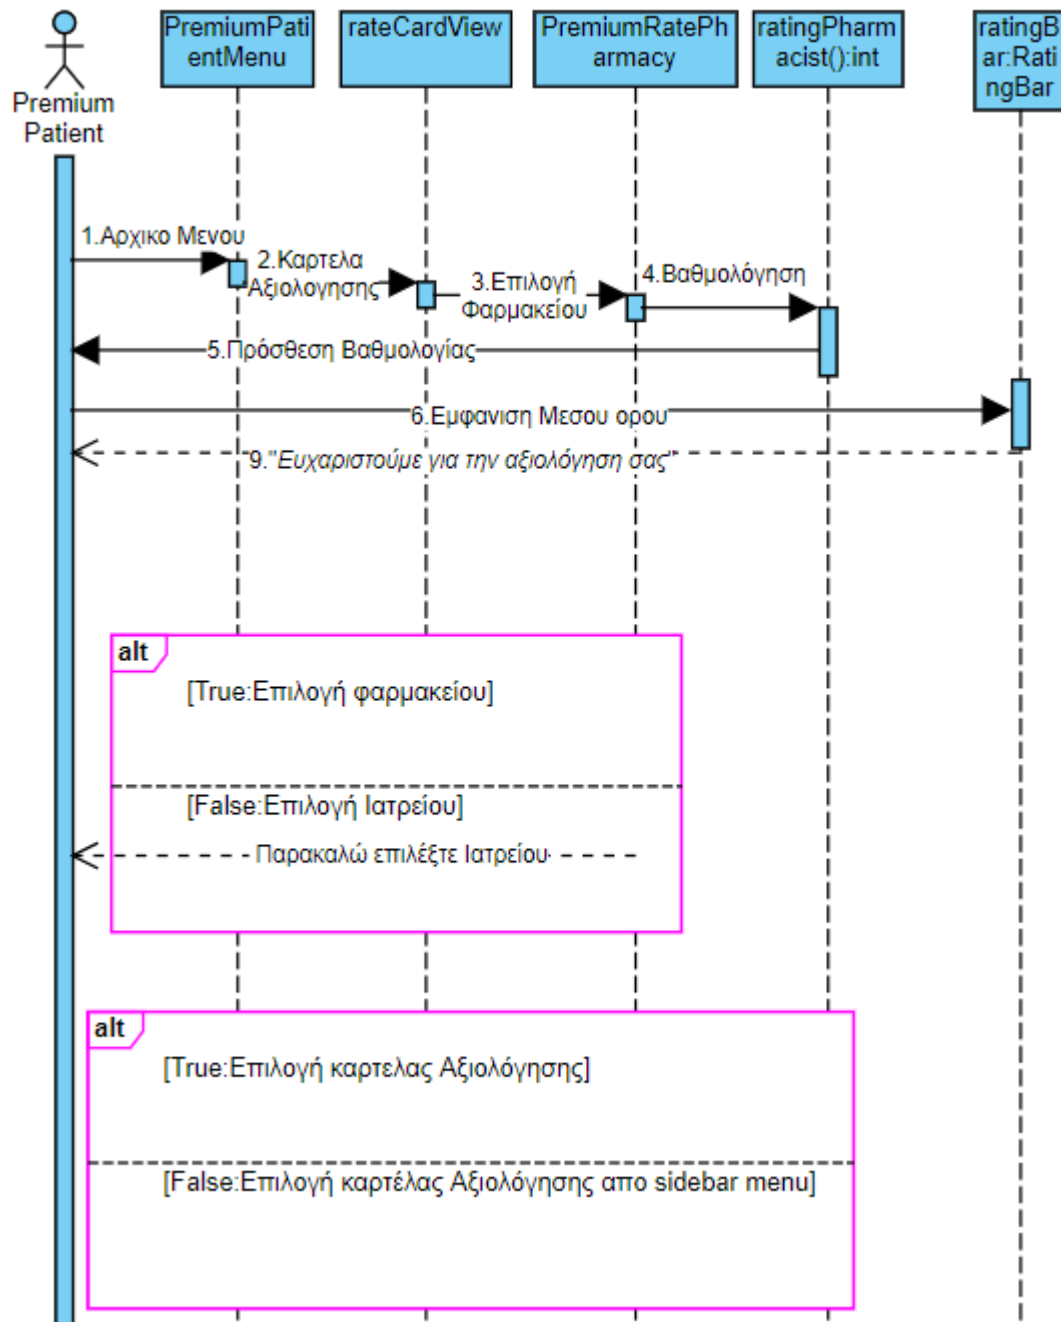 Premium
Patient
PremiumPati
entMenu
rateCardView
PremiumRatePh
armacy
ratingPharm
acist():int
ratingB
ar:Rati
ngBar
1.Αρχικο Μενου
2.Καρτελα
Αξιολογησης
3.Επιλογή
Φαρμακείου
4.Βαθμολόγηση
5.Πρόσθεση Βαθμολογίας
6.Εμφανιση Μεσου ορου
9."Ευχαριστούμε για την αξιολόγηση σας"
alt
[True:Επιλογή φαρμακείου]
[False:Επιλογή Ιατρείου]
Παρακαλώ επιλέξτε Ιατρείου
alt
[True:Επιλογή καρτελας Αξιολόγησης]
[False:Επιλογή καρτέλας Αξιολόγησης απο sidebar menu]